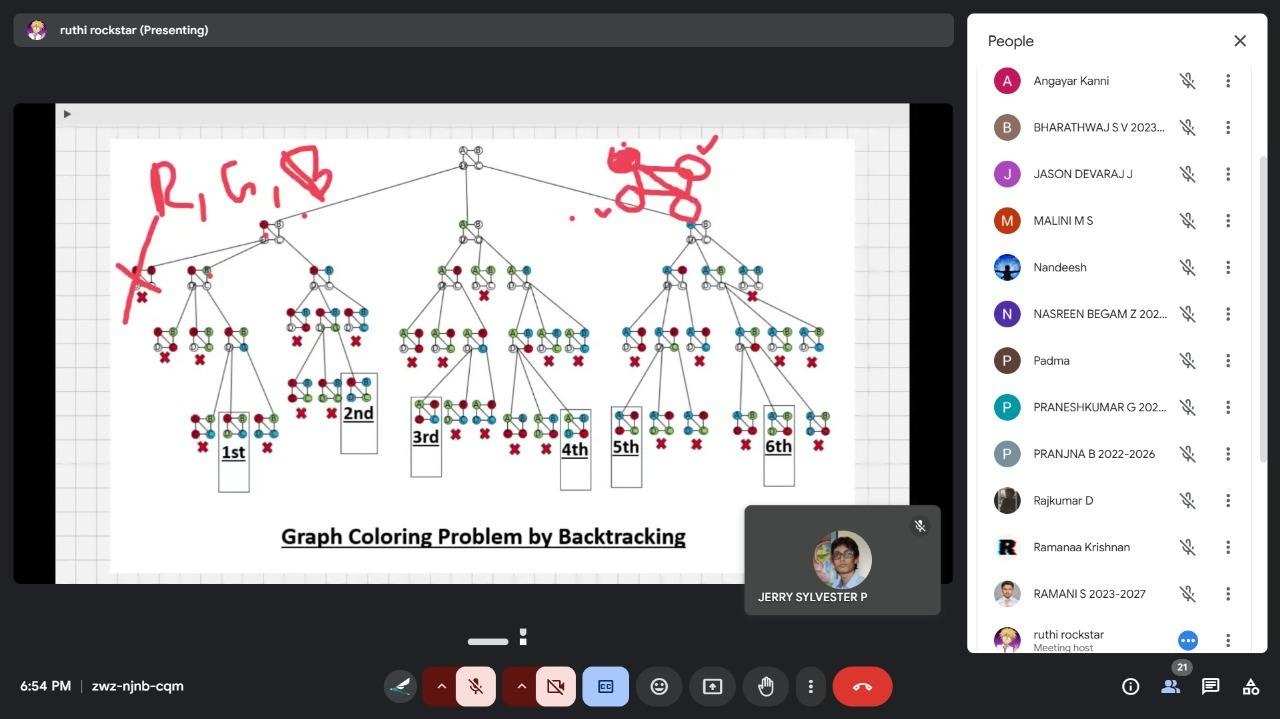 ruthi rockstar (Presenting)
R, G, B
1st
2nd
3rd
4th
5th
6th
Graph Coloring Problem by Backtracking
JERRY SYLVESTER P
People
A Angayar Kanni
B BHARATHWAJ S V 2023...
J JASON DEVARAJ J
M MALINI M S
Nandeesh
N NASREEN BEGAM Z 202...
P Padma
P PRANESHKUMAR G 202...
P PRANJNA B 2022-2026
Rajkumar D
R Ramanaa Krishnan
RAMANI S 2023-2027
ruthi rockstar
Meeting host
6:54 PM | zwz-njnb-cqm
CC
21